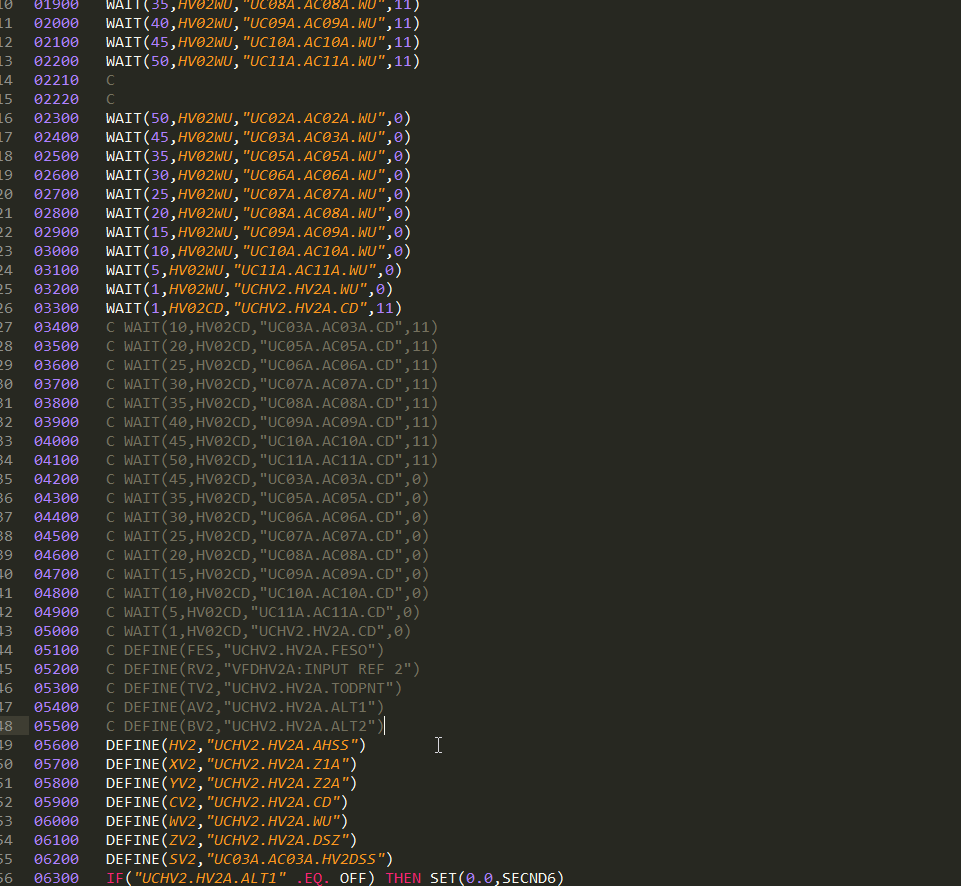 10 01900 WAIT(35,HV02WU,"UC08A.AC08A.WU",11)
11 02000 WAIT(40,HV02WU,"UC09A.AC09A.WU",11)
12 02100 WAIT(45,HV02WU,"UC10A.AC10A.WU",11)
13 02200 WAIT(50,HV02WU,"UC11A.AC11A.WU",11)
14 02210 C
15 02220 C
16 02300 WAIT(50,HV02WU,"UC02A.AC02A.WU",0)
17 02400 WAIT(45,HV02WU,"UC03A.AC03A.WU",0)
18 02500 WAIT(35,HV02WU,"UC05A.AC05A.WU",0)
19 02600 WAIT(30,HV02WU,"UC06A.AC06A.WU",0)
20 02700 WAIT(25,HV02WU,"UC07A.AC07A.WU",0)
21 02800 WAIT(20,HV02WU,"UC08A.AC08A.WU",0)
22 02900 WAIT(15,HV02WU,"UC09A.AC09A.WU",0)
23 03000 WAIT(10,HV02WU,"UC10A.AC10A.WU",0)
24 03100 WAIT(5,HV02WU,"UC11A.AC11A.WU",0)
25 03200 WAIT(1,HV02WU,"UCHV2.HV2A.WU",0)
26 03300 WAIT(1,HV02CD,"UCHV2.HV2A.CD",11)
27 03400 C WAIT(10,HV02CD,"UC03A.AC03A.CD",11)
28 03500 C WAIT(20,HV02CD,"UC05A.AC05A.CD",11)
29 03600 C WAIT(25,HV02CD,"UC06A.AC06A.CD",11)
30 03700 C WAIT(30,HV02CD,"UC07A.AC07A.CD",11)
31 03800 C WAIT(35,HV02CD,"UC08A.AC08A.CD",11)
32 03900 C WAIT(40,HV02CD,"UC09A.AC09A.CD",11)
33 04000 C WAIT(45,HV02CD,"UC10A.AC10A.CD",11)
34 04100 C WAIT(50,HV02CD,"UC11A.AC11A.CD",11)
35 04200 C WAIT(45,HV02CD,"UC03A.AC03A.CD",0)
36 04300 C WAIT(35,HV02CD,"UC05A.AC05A.CD",0)
37 04400 C WAIT(30,HV02CD,"UC06A.AC06A.CD",0)
38 04500 C WAIT(25,HV02CD,"UC07A.AC07A.CD",0)
39 04600 C WAIT(20,HV02CD,"UC08A.AC08A.CD",0)
40 04700 C WAIT(15,HV02CD,"UC09A.AC09A.CD",0)
41 04800 C WAIT(10,HV02CD,"UC10A.AC10A.CD",0)
42 04900 C WAIT(5,HV02CD,"UC11A.AC11A.CD",0)
43 05000 C WAIT(1,HV02CD,"UCHV2.HV2A.CD",0)
44 05100 C DEFINE(FES,"UCHV2.HV2A.FESO")
45 05200 C DEFINE(RV2,"VFDHV2A:INPUT REF 2")
46 05300 C DEFINE(TV2,"UCHV2.HV2A.TODPNT")
47 05400 C DEFINE(AV2,"UCHV2.HV2A.ALT1")
48 05500 C DEFINE(BV2,"UCHV2.HV2A.ALT2")
49 05600 DEFINE(HV2,"UCHV2.HV2A.AHSS")
50 05700 DEFINE(XV2,"UCHV2.HV2A.Z1A")
51 05800 DEFINE(YV2,"UCHV2.HV2A.Z2A")
52 05900 DEFINE(CV2,"UCHV2.HV2A.CD")
53 06000 DEFINE(WV2,"UCHV2.HV2A.WU")
54 06100 DEFINE(ZV2,"UCHV2.HV2A.DSZ")
55 06200 DEFINE(SV2,"UC03A.AC03A.HV2DSS")
56 06300 IF("UCHV2.HV2A.ALT1" .EQ. OFF) THEN SET(0.0,SECND6)